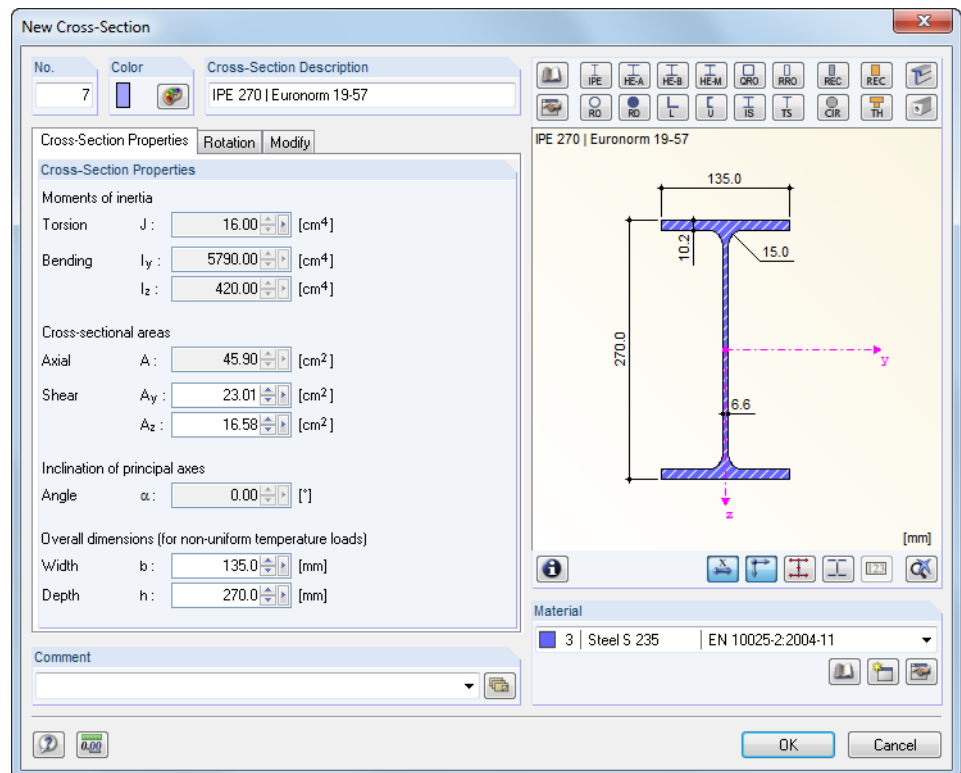 New Cross-Section
No.
Color
Cross-Section Description
7
IPE 270 | Euronorm 19-57
Cross-Section Properties
Rotation
Modify
Cross-Section Properties
Moments of inertia
Torsion J : 16.00 [cm4]
Bending Iy : 5790.00 [cm4]
Iz : 420.00 [cm4]
Cross-sectional areas
Axial A : 45.90 [cm2]
Shear Ay : 23.01 [cm2]
Az : 16.58 [cm2]
Inclination of principal axes
Angle α : 0.00 [°]
Overall dimensions (for non-uniform temperature loads)
Width b : 135.0 [mm]
Depth h : 270.0 [mm]
Comment
0.00
IPE HE-A HE-B HE-M QRO RRO REC REC
RO RO L U IS TS CIR TH
IPE 270 | Euronorm 19-57
135.0
10.2
15.0
270.0
y
6.6
z
[mm]
X
123
Material
3 Steel S 235 EN 10025-2:2004-11
OK
Cancel